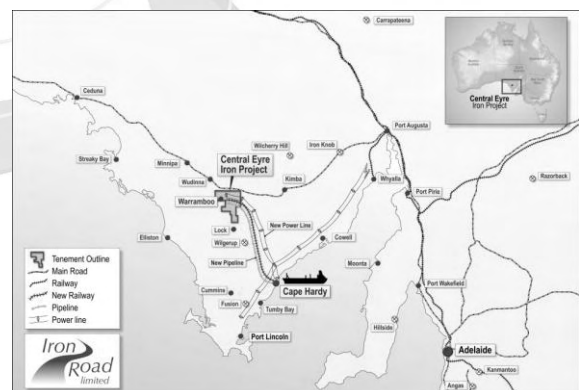 Carrapateena
Central Eyre
Iron Project
Ceduna
Port Augusta
Wilcherry Hill
Iron Knob
Streaky Bay
Minnipa
Central Eyre
Iron Project
Wudinna
Kimba
Whyalla
Port Pirie
Razorback
Warramboo
Elliston
Lock
Wilgerup
New Power Line
Cowell
Moonta
New Pipeline
Tenement Outline
Main Road
Railway
New Railway
Pipeline
Power line
Cummins
Cape Hardy
Port Wakefield
Fusion
Tumby Bay
Port Lincoln
Hillside
Adelaide
Kanmantoo
Angas
Iron
Road
limited